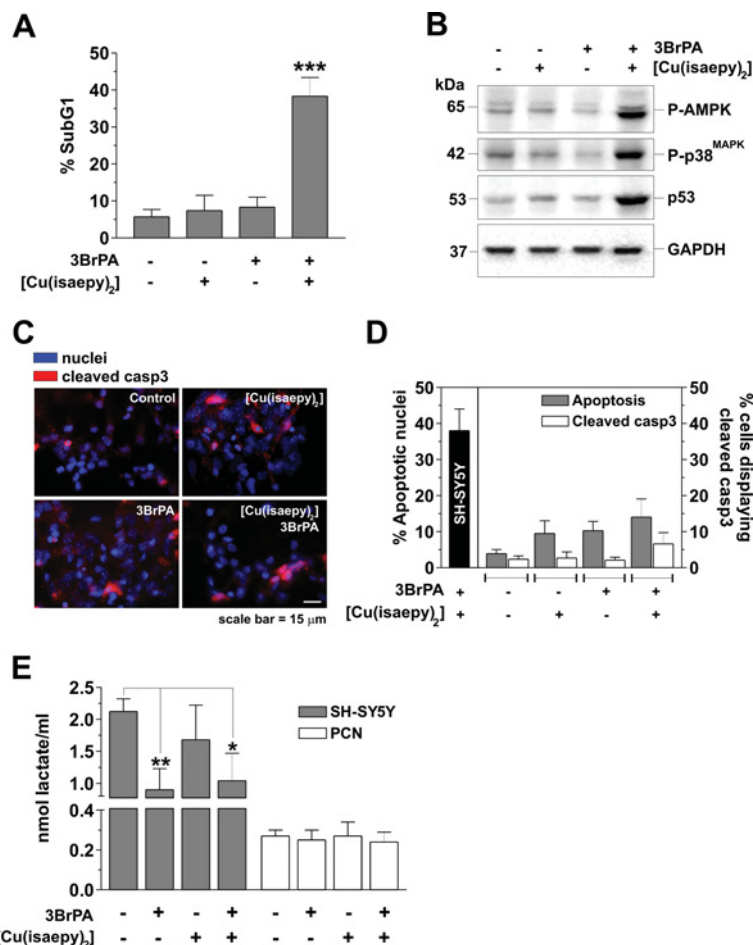 A
% SubG1
50
40
30
20
10
0
***
3BrPA - - + +
[Cu(isaepy)2] - + - +
B
- - + + 3BrPA
- + - + [Cu(isaepy)2]
kDa
65 P-AMPK
42 P-p38MAPK
53 p53
37 GAPDH
C
nuclei
cleaved casp3
Control
[Cu(isaepy)2]
3BrPA
[Cu(isaepy)2]
3BrPA
scale bar = 15 μm
D
% Apoptotic nuclei
50
40
30
20
10
0
SH-SY5Y
Apoptosis
Cleaved casp3
50
40
30
20
10
0
% cells displaying
cleaved casp3
3BrPA + - - + +
[Cu(isaepy)2] + - + - +
E
nmol lactate/ml
2.5
2.0
1.5
1.0
0.4
0.2
0.0
** *
SH-SY5Y
PCN
3BrPA - + - + - + - +
[Cu(isaepy)2] - - + + - - + +